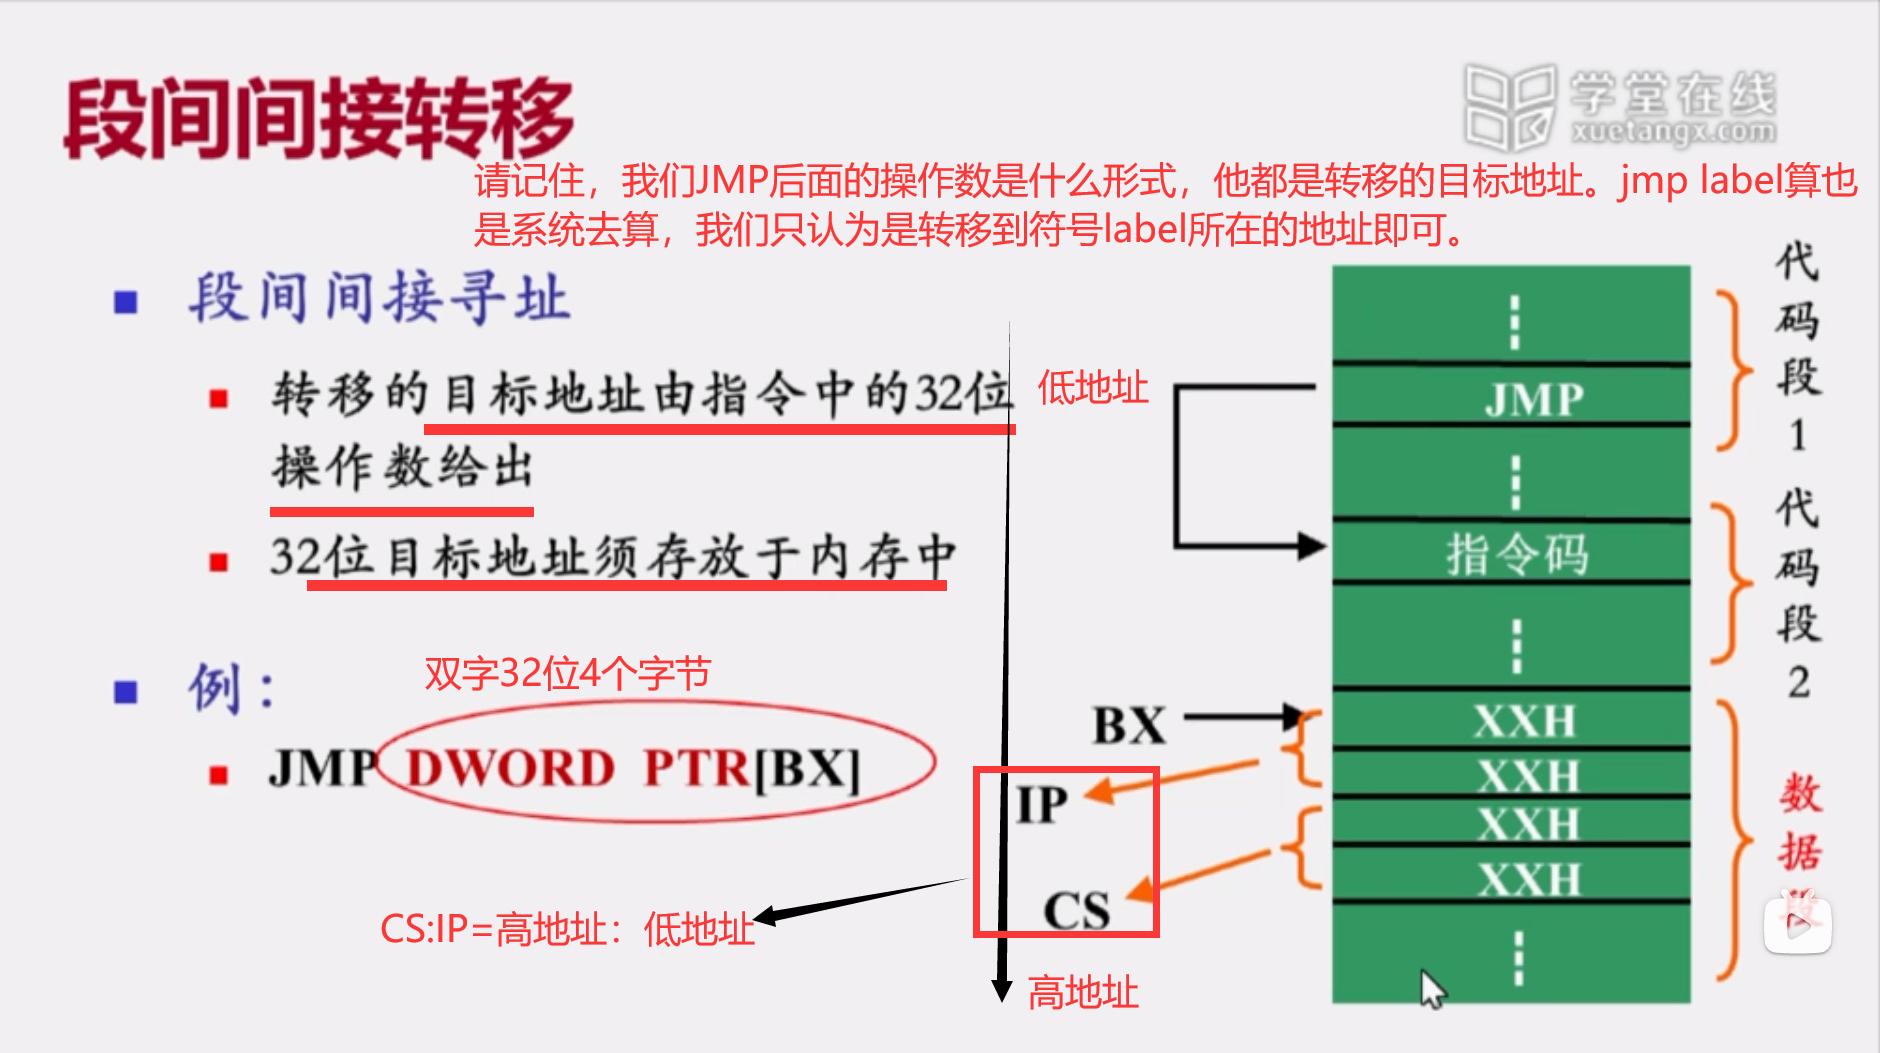 段间间接转移
学堂在线
xuetangx.com
请记住，我们JMP后面的操作数是什么形式，他都是转移的目标地址。jmp label算也
是系统去算，我们只认为是转移到符号label所在的地址即可。
段间间接寻址
转移的目标地址由指令中的32位
操作数给出
32位目标地址须存放于内存中
例：
双字32位4个字节
JMP DWORD PTR[BX]
CS:IP=高地址：低地址
低地址
BX
IP
CS
高地址
JMP
指令码
XXH
XXH
XXH
XXH
代码段1
代码段2
数据段